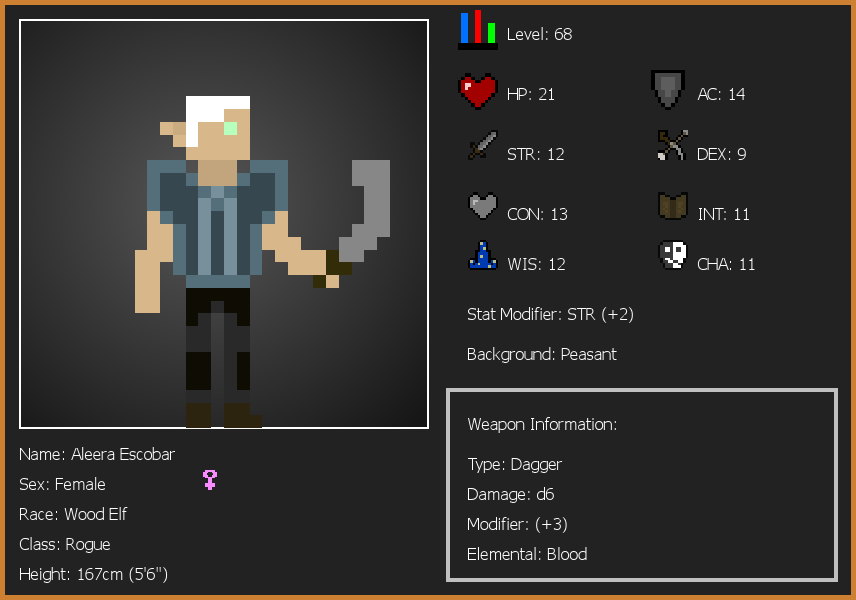 Level: 68
HP: 21
AC: 14
STR: 12
DEX: 9
CON: 13
INT: 11
WIS: 12
CHA: 11
Stat Modifier: STR (+2)
Background: Peasant
Weapon Information:
Type: Dagger
Damage: d6
Modifier: (+3)
Elemental: Blood
Name: Aleera Escobar
Sex: Female
Race: Wood Elf
Class: Rogue
Height: 167cm (5'6")